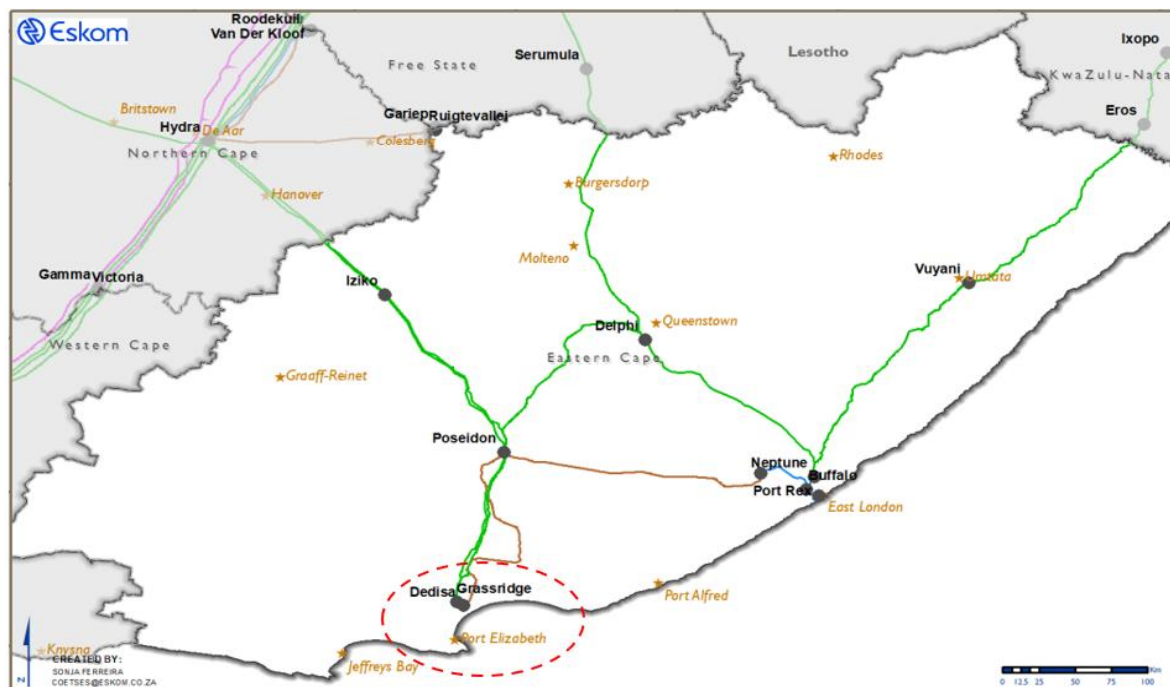 Eskom
Roodekuil
Van Der Kloof
Free State
Serumula
Lesotho
Ixopo
KwaZulu-Nata
Britstown
Hydra
De Aar
Gariep
Ruigtevallei
Colesberg
Eros
Northern Cape
Rhodes
Burgersdorp
Hanover
Molteno
Gamma
Victoria
Iziko
Vuyani
Umtata
Queenstown
Delphi
Western Cape
Eastern Cape
Graaff-Reinet
Poseidon
Neptune
Buffalo
Port Rex
East London
Dedisa
Grassridge
Port Alfred
Port Elizabeth
Knysna
Jeffreys Bay
CREATED BY:
SONJA FERREIRA
COETSES@ESKOM.CO.ZA
Z
Km
0 12.5 25 50 75 100